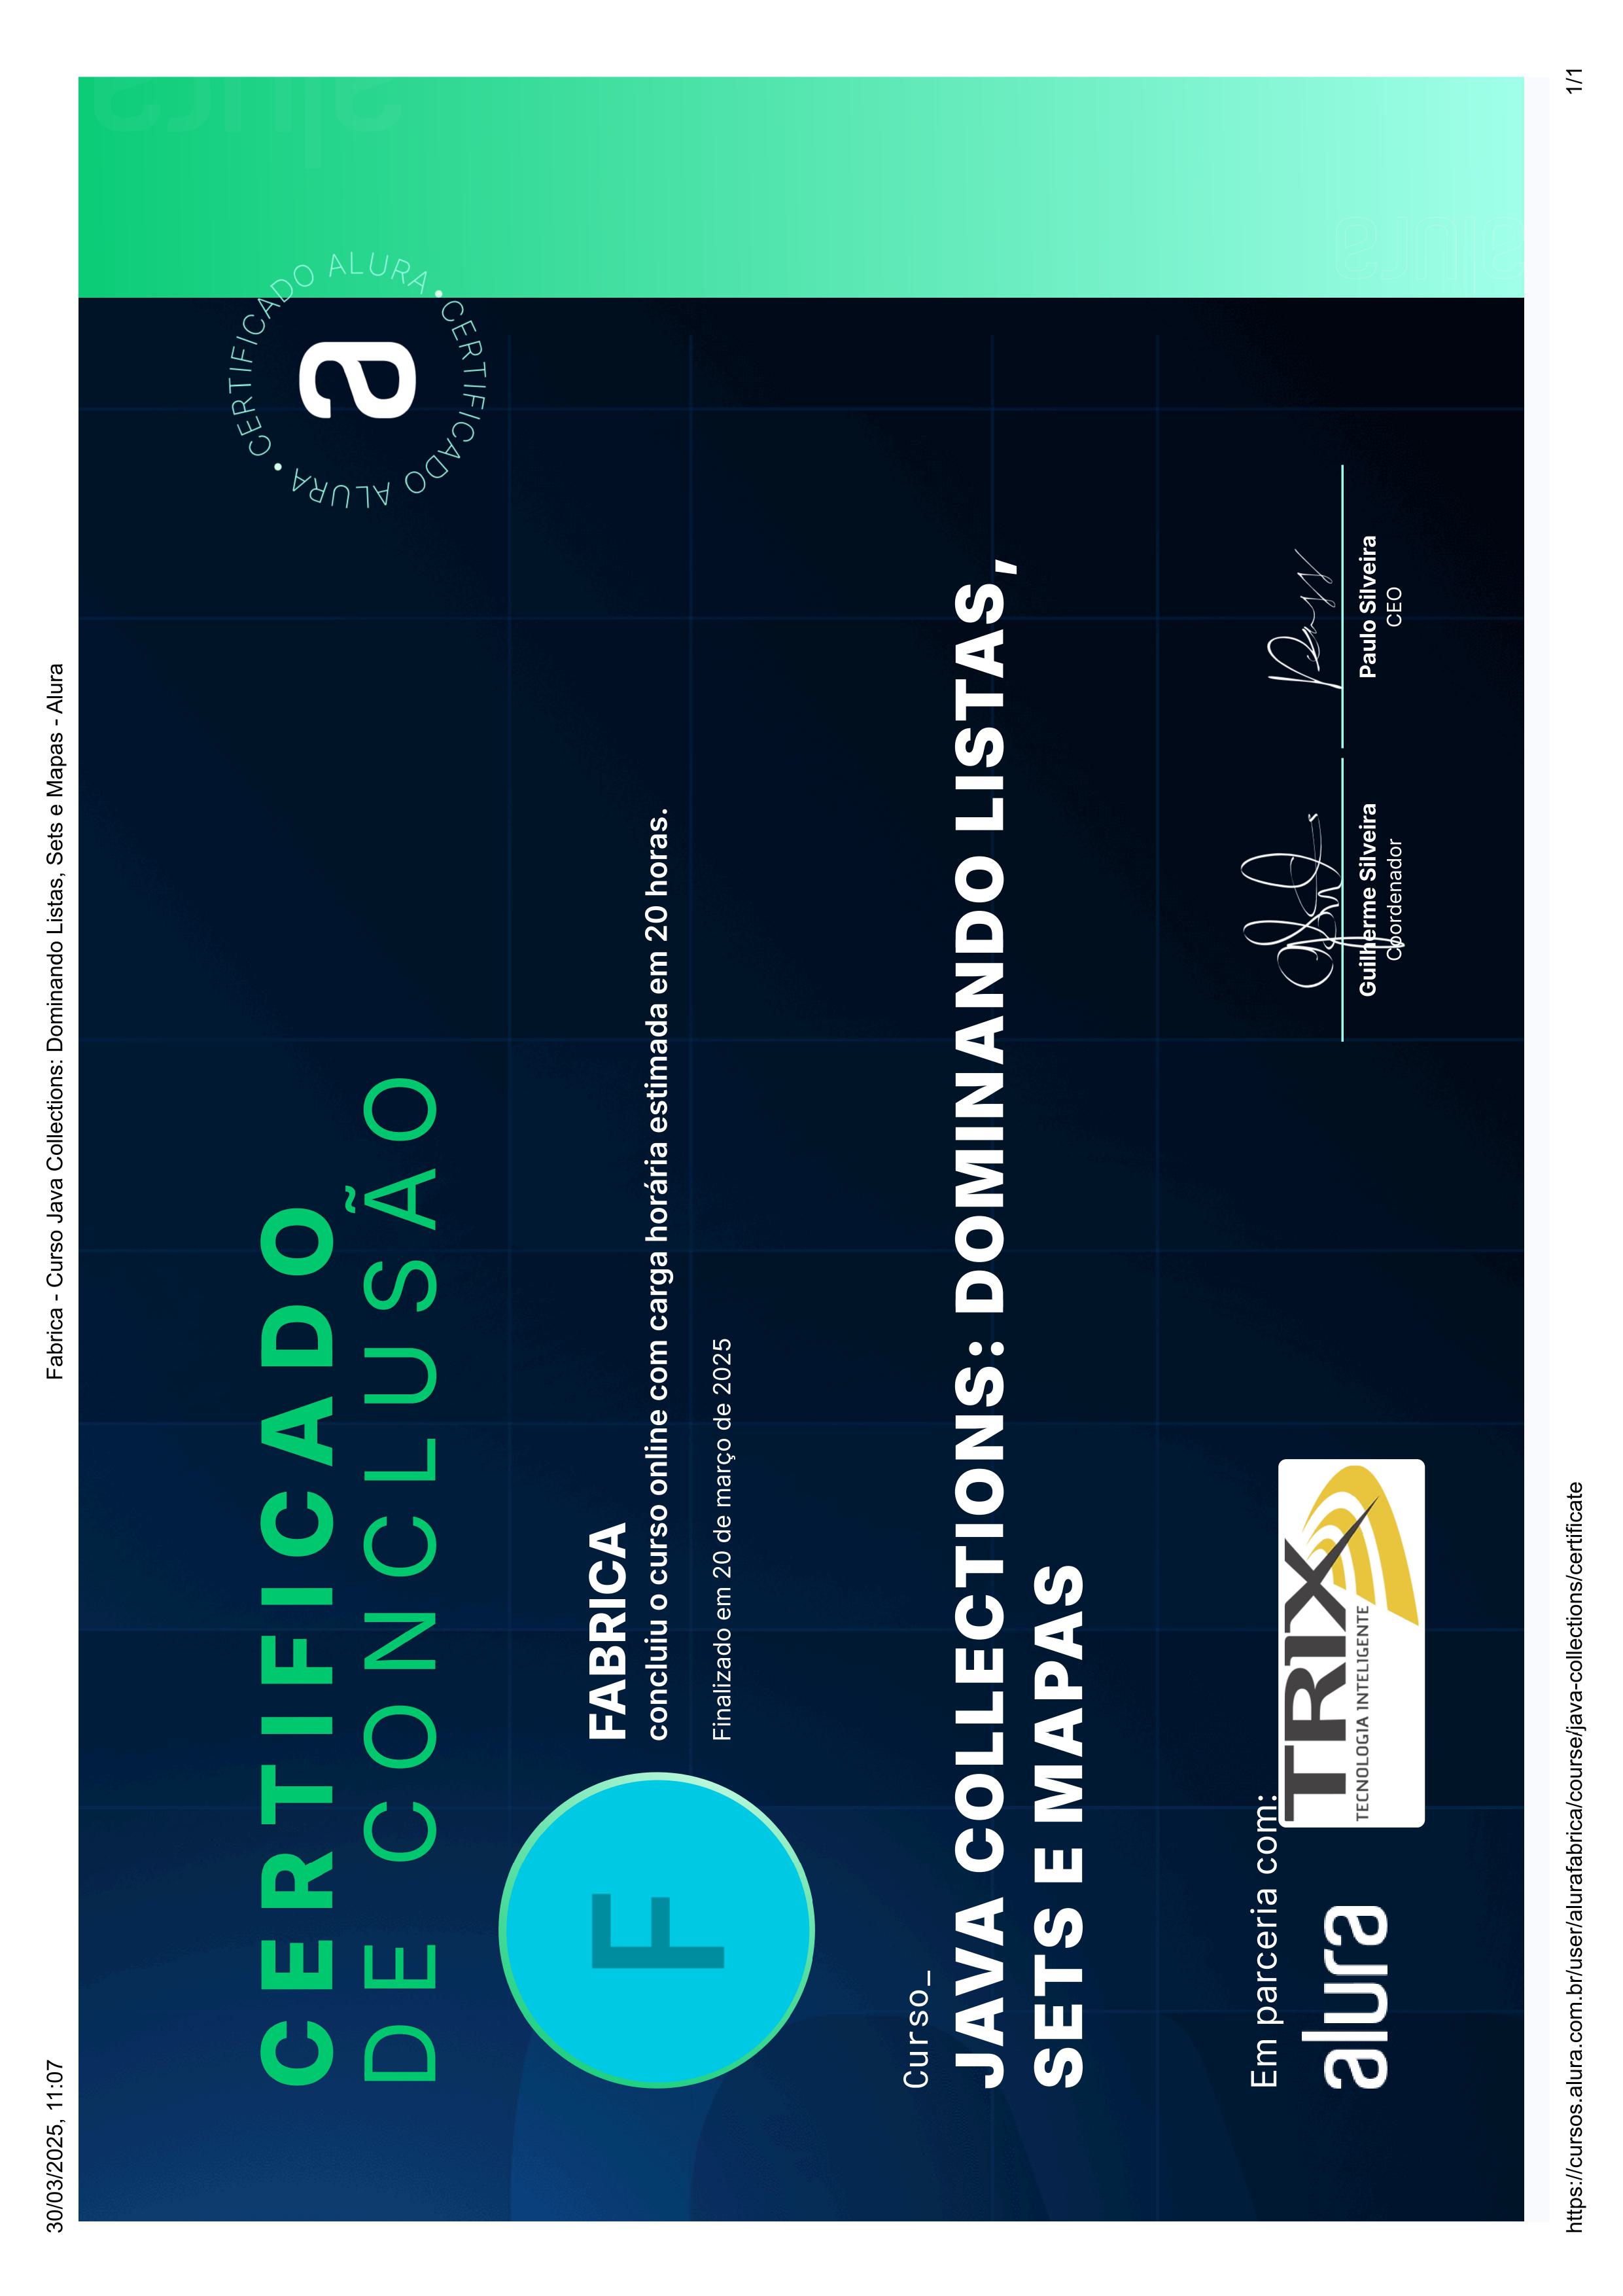 30/03/2025, 11:07
Fabrica - Curso Java Collections: Dominando Listas, Sets e Mapas - Alura
CERTIFICADO
DE CONCLUSÃO
CERTIFICADO ALURA • CERTIFICADO ALURA •
a
alura
F
FABRICA
concluiu o curso online com carga horária estimada em 20 horas.
Finalizado em 20 de março de 2025
Curso_
JAVA COLLECTIONS: DOMINANDO LISTAS,
SETS E MAPAS
Em parceria com:
alura
TRIX
TECNOLOGIA INTELIGENTE
Guilherme Silveira
Coordenador
Paulo Silveira
CEO
alura
https://cursos.alura.com.br/user/alurafabrica/course/java-collections/certificate
1/1